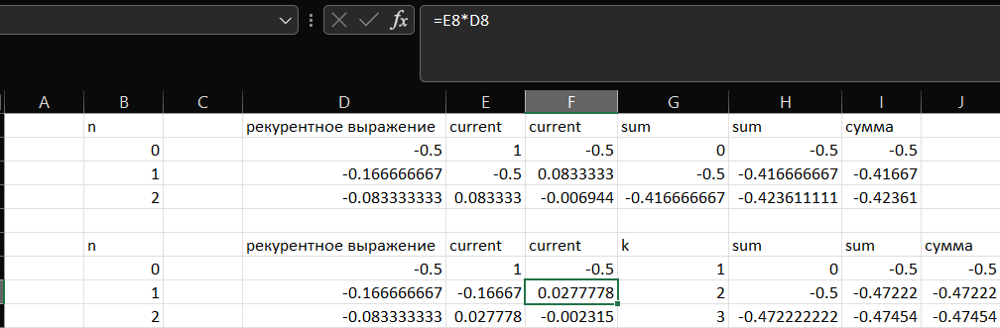 fx =E8*D8
A B C D E F G H I J
n рекурентное выражение current current sum sum сумма
0 -0.5 1 -0.5 0 -0.5 -0.5
1 -0.166666667 -0.5 0.0833333 -0.5 -0.416666667 -0.41667
2 -0.083333333 0.083333 -0.006944 -0.416666667 -0.423611111 -0.42361
n рекурентное выражение current current k sum sum сумма
0 -0.5 1 -0.5 1 0 -0.5 -0.5
1 -0.166666667 -0.16667 0.0277778 2 -0.5 -0.47222 -0.47222
2 -0.083333333 0.027778 -0.002315 3 -0.472222222 -0.47454 -0.47454